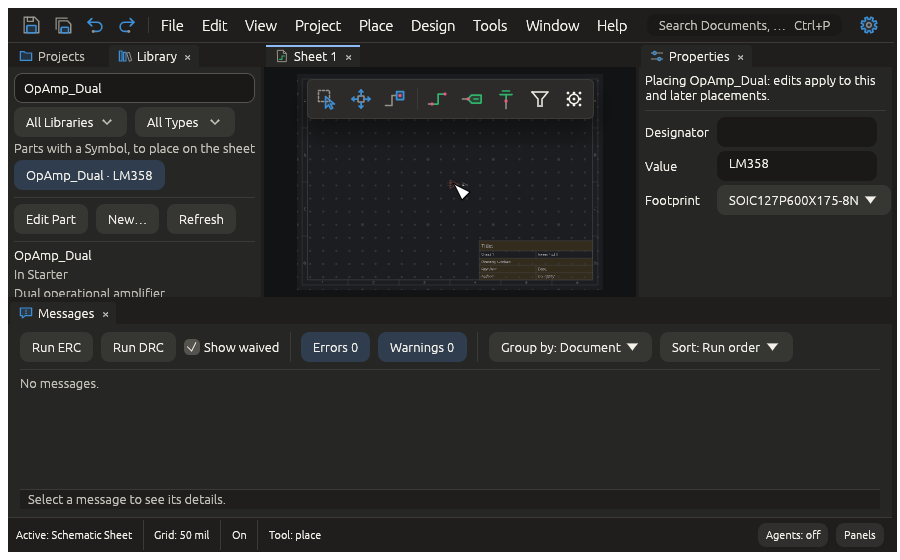 File Edit View Project Place Design Tools Window Help Search Documents, ... Ctrl+P
Projects Library × Sheet 1 × Properties ×
OpAmp_Dual
All Libraries All Types
Parts with a Symbol, to place on the sheet
OpAmp_Dual · LM358
Edit Part New... Refresh
OpAmp_Dual
In Starter
Dual operational amplifier
Title:
Placing OpAmp_Dual: edits apply to this
and later placements.
Designator
Value LM358
Footprint SOIC127P600X175-8N
Messages ×
Run ERC Run DRC Show waived Errors 0 Warnings 0 Group by: Document Sort: Run order
No messages.
Select a message to see its details.
Active: Schematic Sheet Grid: 50 mil On Tool: place Agents: off Panels